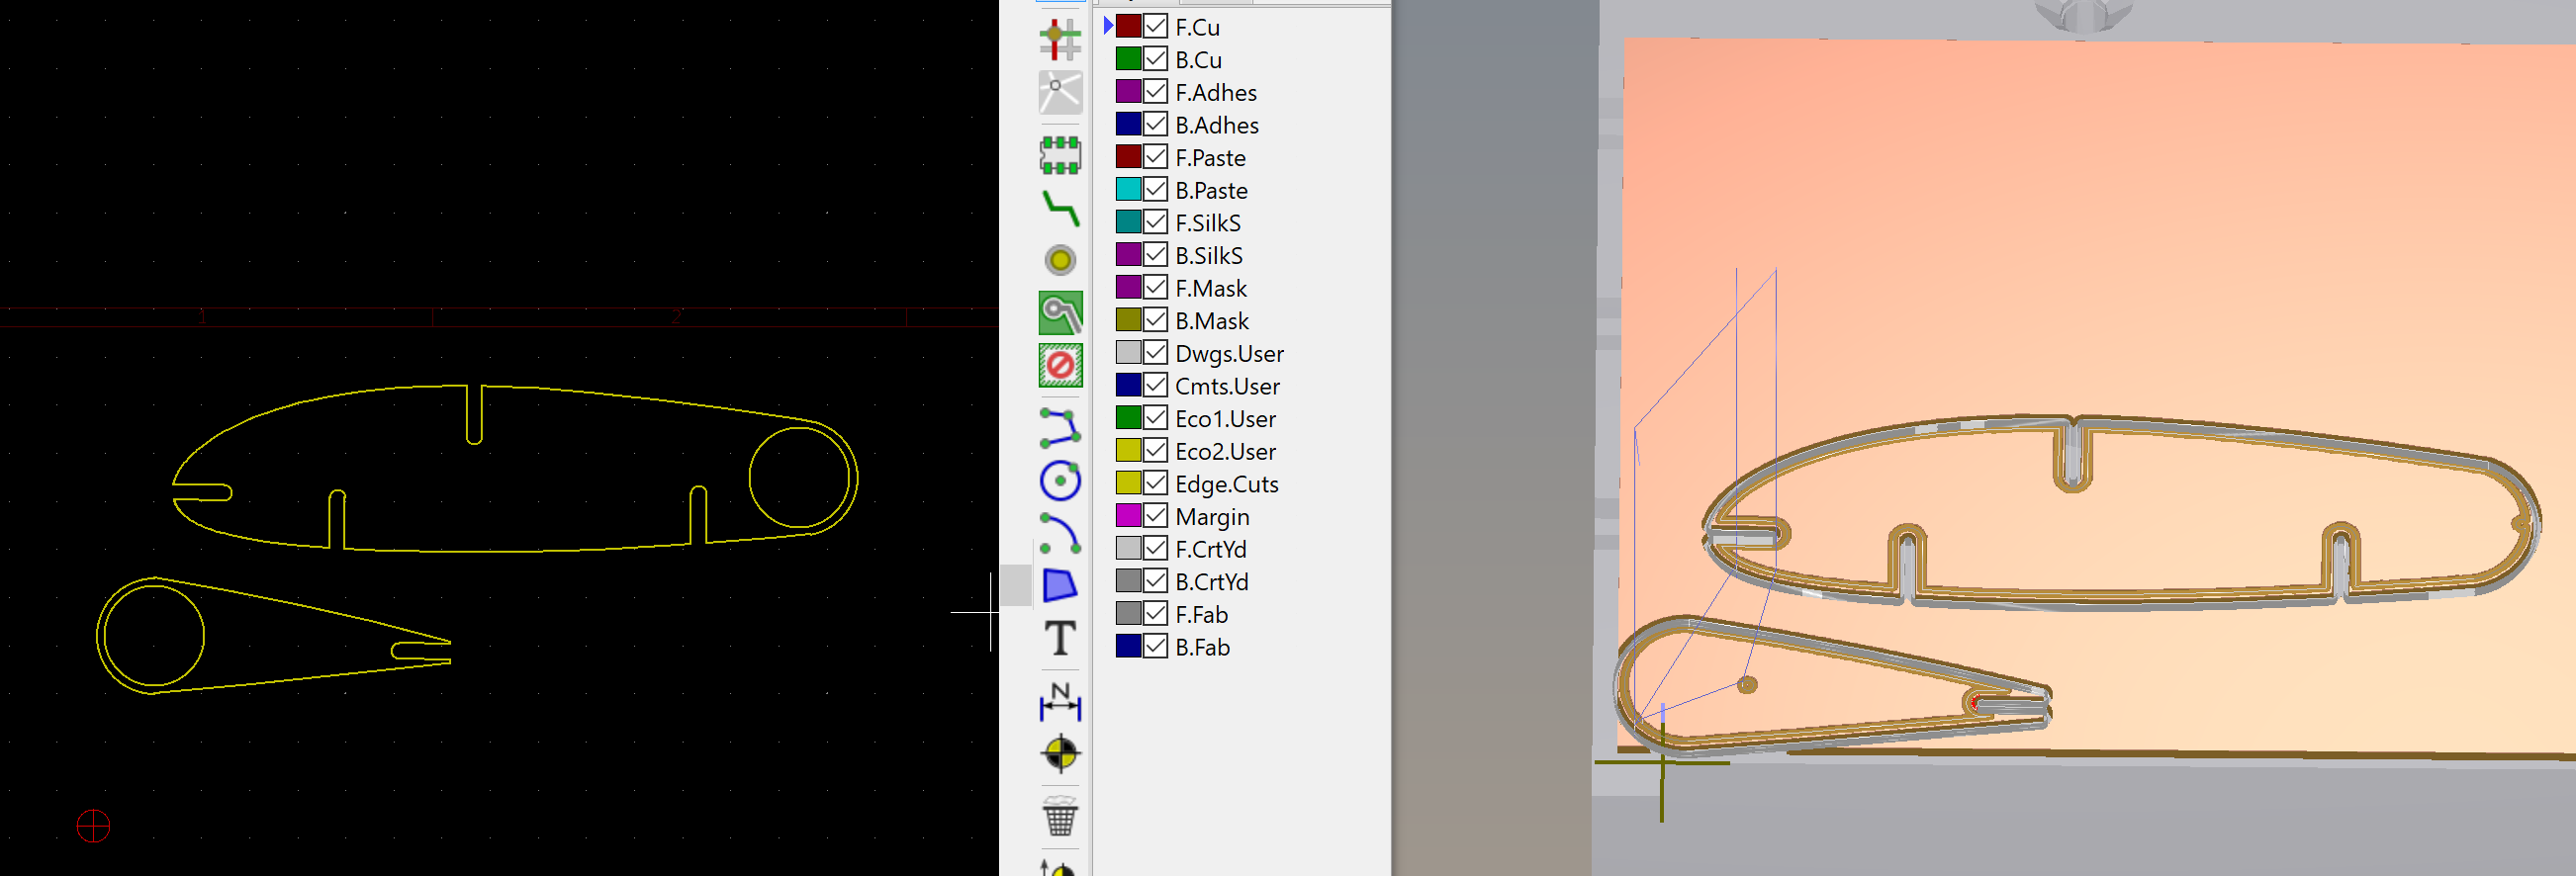 1
2
F.Cu
B.Cu
F.Adhes
B.Adhes
F.Paste
B.Paste
F.SilkS
B.SilkS
F.Mask
B.Mask
Dwgs.User
Cmts.User
Eco1.User
Eco2.User
Edge.Cuts
Margin
F.CrtYd
B.CrtYd
F.Fab
B.Fab
T
N